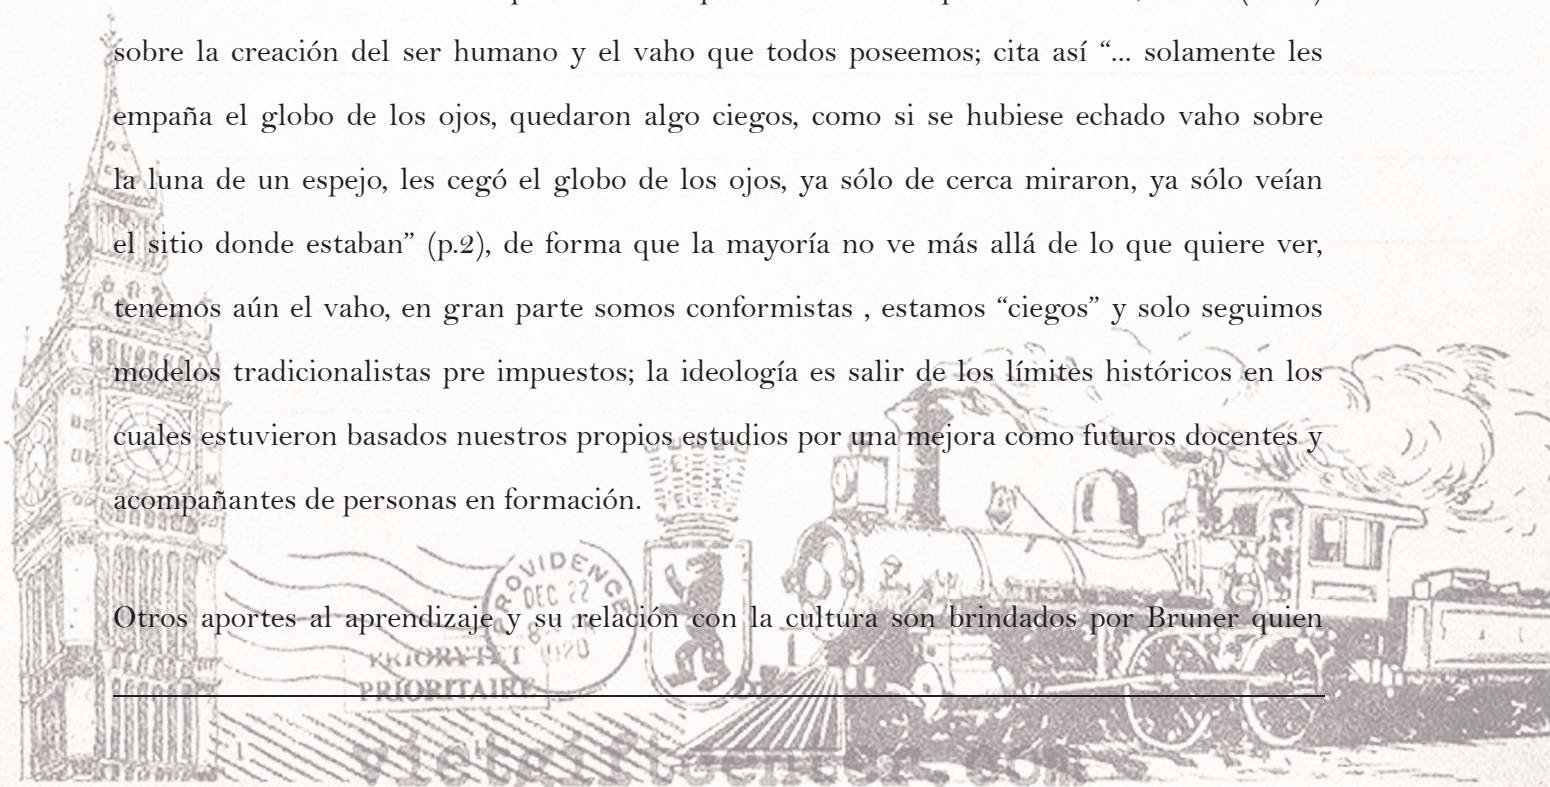 sobre la creación del ser humano y el vaho que todos poseemos; cita así “... solamente les
empaña el globo de los ojos, quedaron algo ciegos, como si se hubiese echado vaho sobre
la luna de un espejo, les cegó el globo de los ojos, ya sólo de cerca miraron, ya sólo veían
el sitio donde estaban” (p.2), de forma que la mayoría no ve más allá de lo que quiere ver,
tenemos aún el vaho, en gran parte somos conformistas , estamos “ciegos” y solo seguimos
modelos tradicionalistas pre impuestos; la ideología es salir de los límites históricos en los
cuales estuvieron basados nuestros propios estudios por una mejora como futuros docentes y
acompañantes de personas en formación.
PROVIDENCE
DEC 22
1920
Otros aportes al aprendizaje y su relación con la cultura son brindados por Bruner quien
PRIORITAIRE